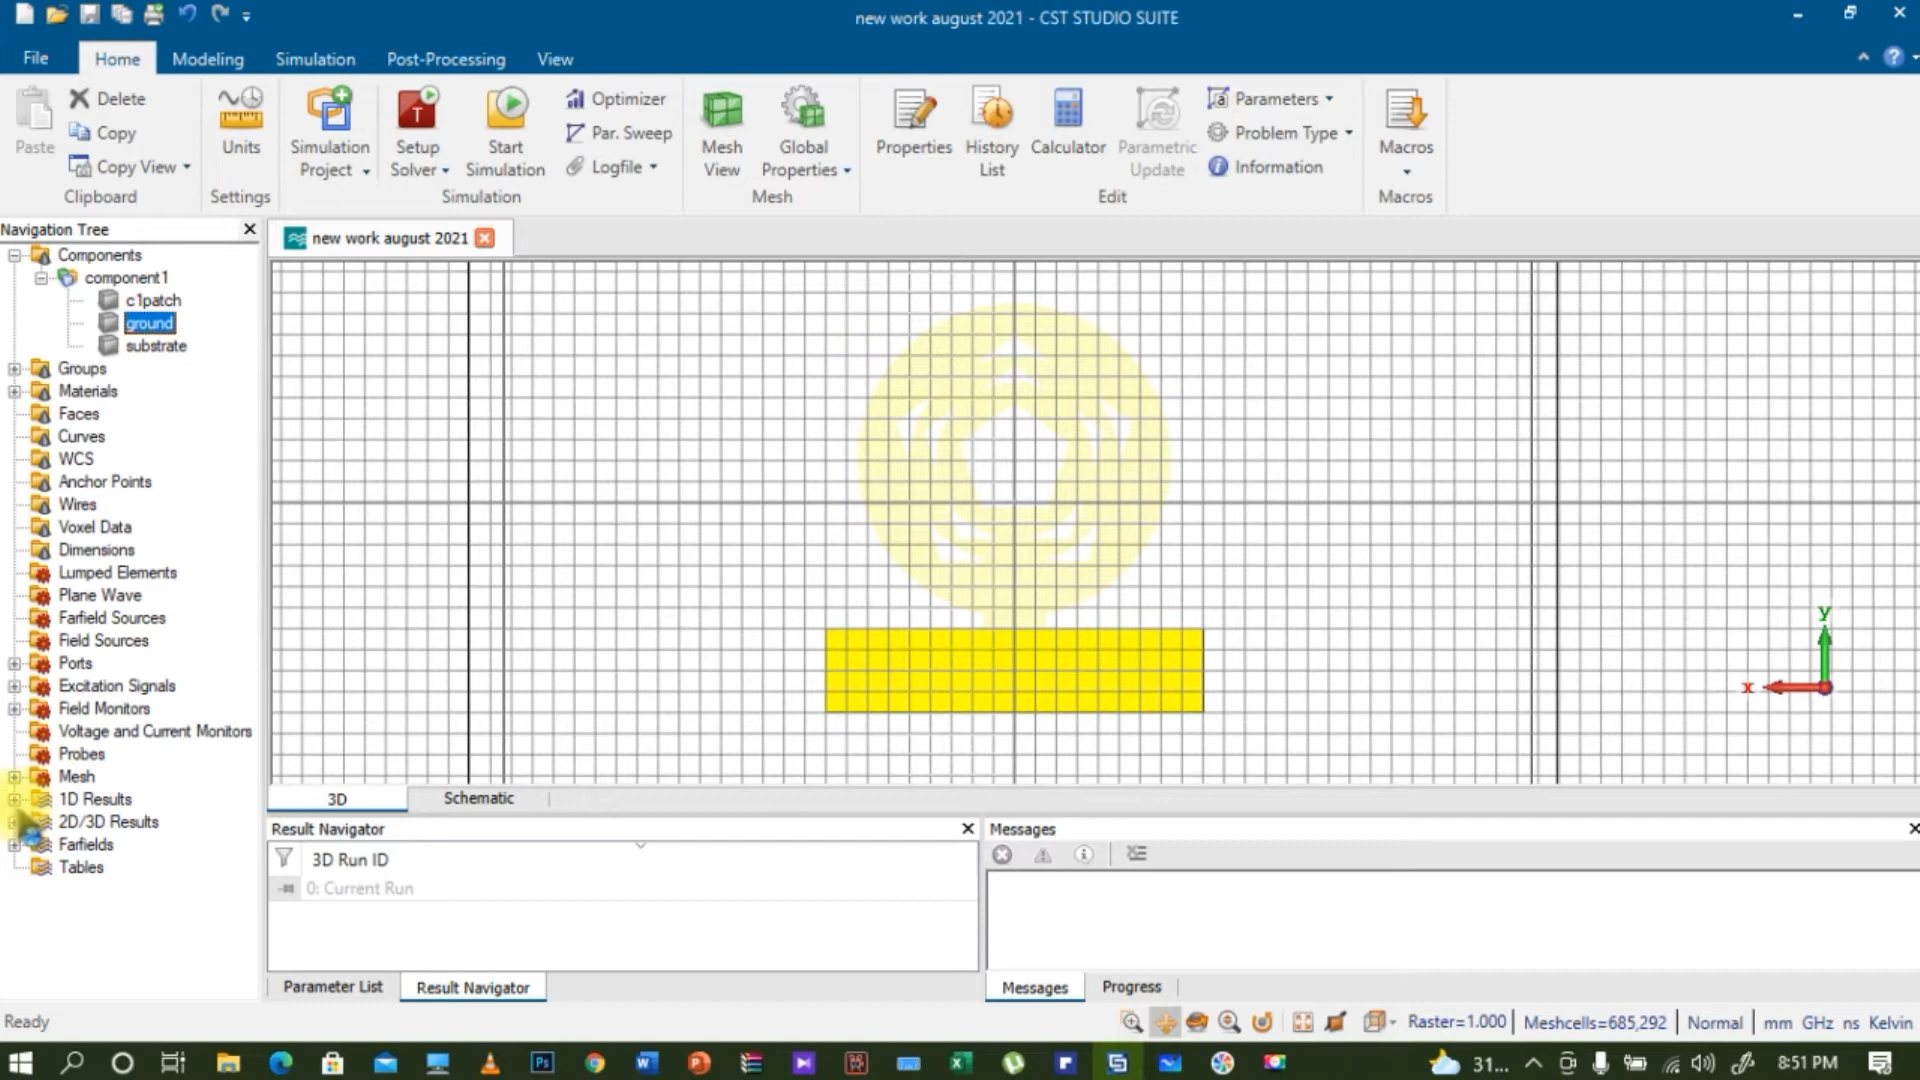 new work august 2021 - CST STUDIO SUITE
File Home Modeling Simulation Post-Processing View
Paste
Delete
Copy
Copy View
Clipboard
Units
Settings
Simulation Project
Setup Solver
Start Simulation
Optimizer
Par. Sweep
Logfile
Simulation
Mesh View
Global Properties
Mesh
Properties
History List
Calculator
Parametric Update
Parameters
Problem Type
Information
Edit
Macros
Macros
Navigation Tree
Components
component1
c1patch
ground
substrate
Groups
Materials
Faces
Curves
WCS
Anchor Points
Wires
Voxel Data
Dimensions
Lumped Elements
Plane Wave
Farfield Sources
Field Sources
Ports
Excitation Signals
Field Monitors
Voltage and Current Monitors
Probes
Mesh
1D Results
2D/3D Results
Farfields
Tables
new work august 2021
y
x
3D Schematic
Result Navigator
3D Run ID
0: Current Run
Parameter List Result Navigator
Messages
Messages Progress
Ready
Raster=1.000 Meshcells=685,292 Normal mm GHz ns Kelvin
31... 8:51 PM